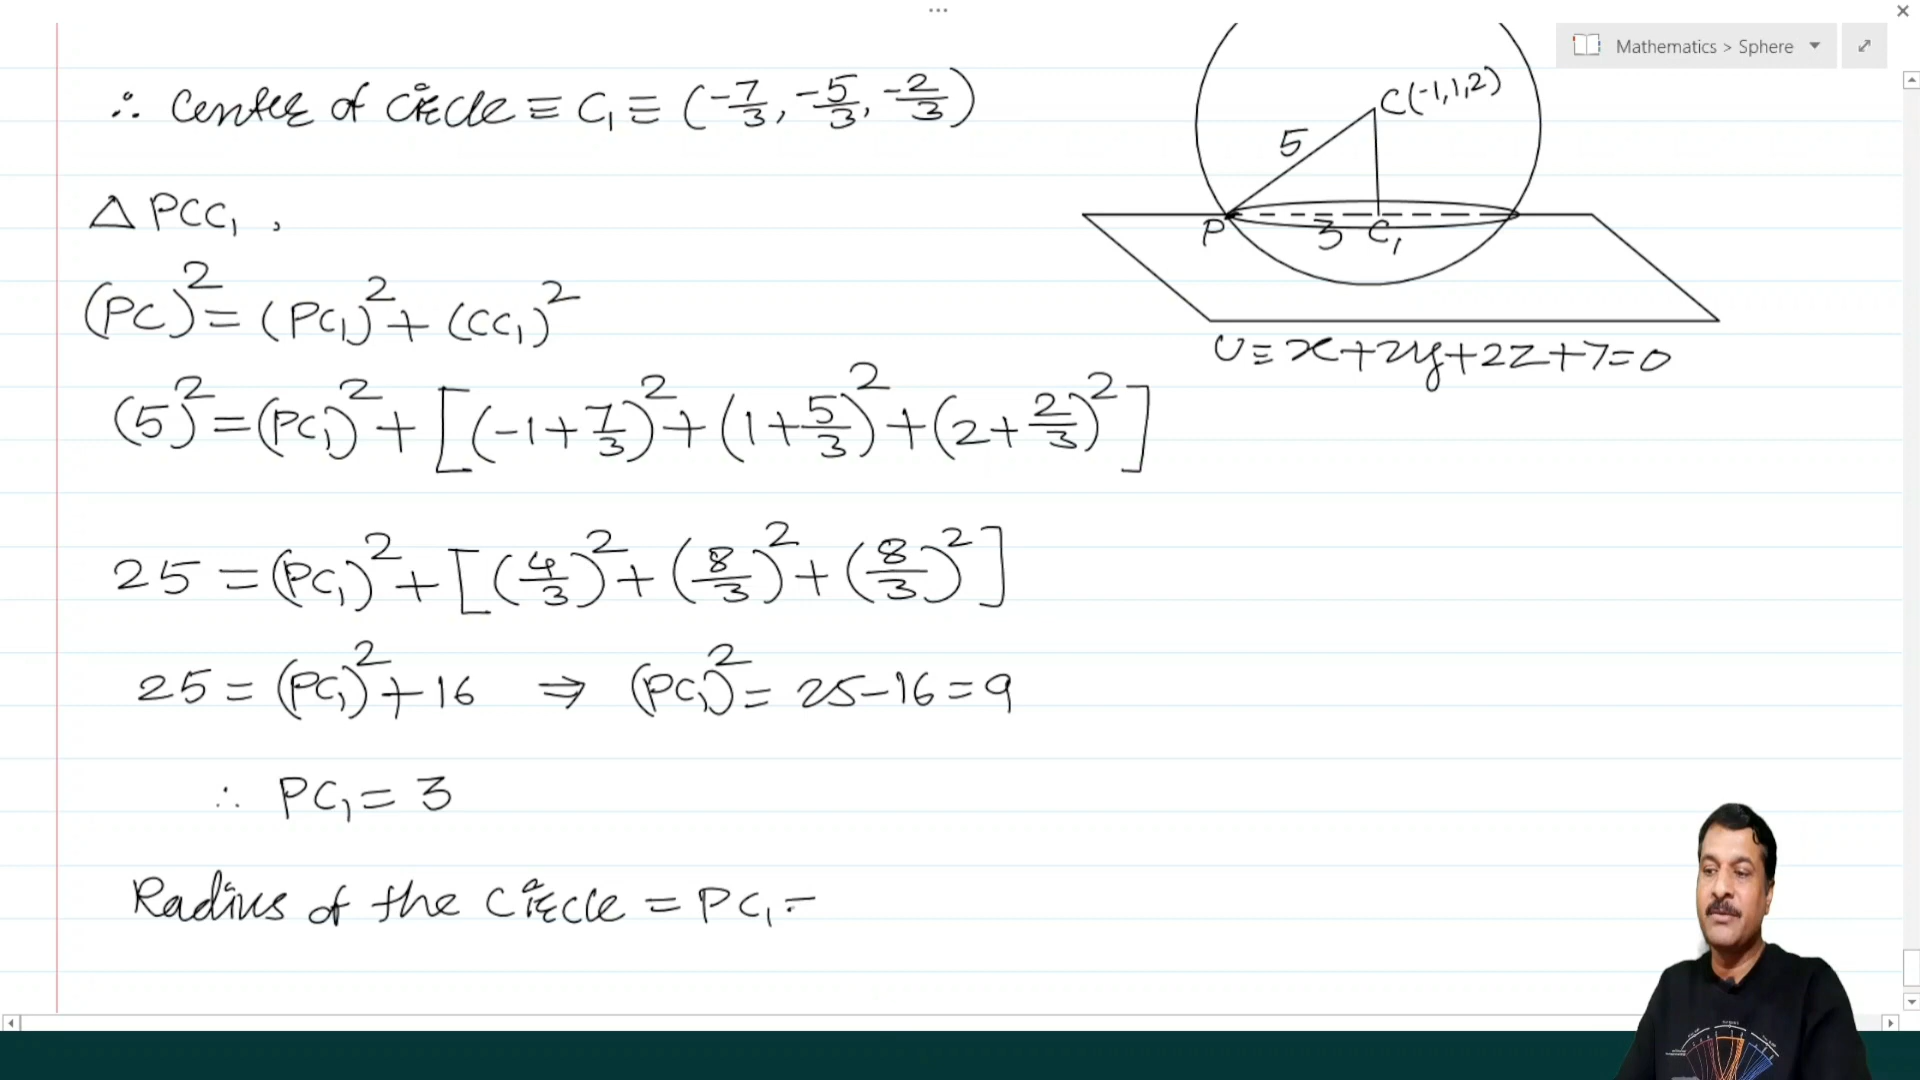 Mathematics > Sphere
∴ Center of circle ≡ C₁ ≡ (-7/3, -5/3, -2/3)
C(-1,1,2)
5
△ PCC₁ ,
P 3 C₁
(PC)² = (PC₁)² + (CC₁)²
U ≡ x+2y+2z+7=0
(5)² = (PC₁)² + [(-1+7/3)² + (1+5/3)² + (2+2/3)²]
25 = (PC₁)² + [(4/3)² + (8/3)² + (8/3)²]
25 = (PC₁)² + 16 ⇒ (PC₁)² = 25-16 = 9
∴ PC₁ = 3
Radius of the circle = PC₁ =